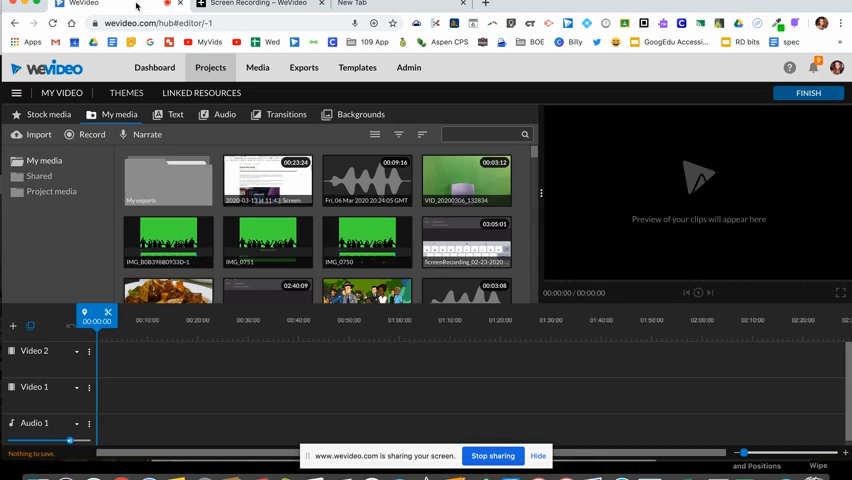 WeVideo
Screen Recording – WeVideo
New Tab
wevideo.com/hub#editor/-1
Apps
MyVids
Wed
109 App
Aspen CPS
BOE
Billy
GoogEdu Accessi...
RD bits
spec
WEVIDEO
Dashboard
Projects
Media
Exports
Templates
Admin
9
MY VIDEO
THEMES
LINKED RESOURCES
FINISH
Stock media
My media
Text
Audio
Transitions
Backgrounds
Import
Record
Narrate
My media
Shared
Project media
My exports
00:23:24
2020-03-13 at 11:43: Screen
00:09:16
Fri, 06 Mar 2020 20:24:05 GMT
00:03:12
VID_20200306_132834
IMG_B0B398B0933D-1
IMG_0751
IMG_0750
03:05:01
ScreenRecording_02-23-2020
02:40:09
00:03:08
Preview of your clips will appear here
00:00:00 / 00:00:00
00:00:00
00:10:00
00:20:00
00:30:00
00:40:00
00:50:00
01:00:00
01:10:00
01:20:00
01:30:00
01:40:00
01:50:00
02:00:00
02:10:00
02:20:00
02:3
Video 2
Video 1
Audio 1
Nothing to save.
www.wevideo.com is sharing your screen.
Stop sharing
Hide
and Positions
Wipe